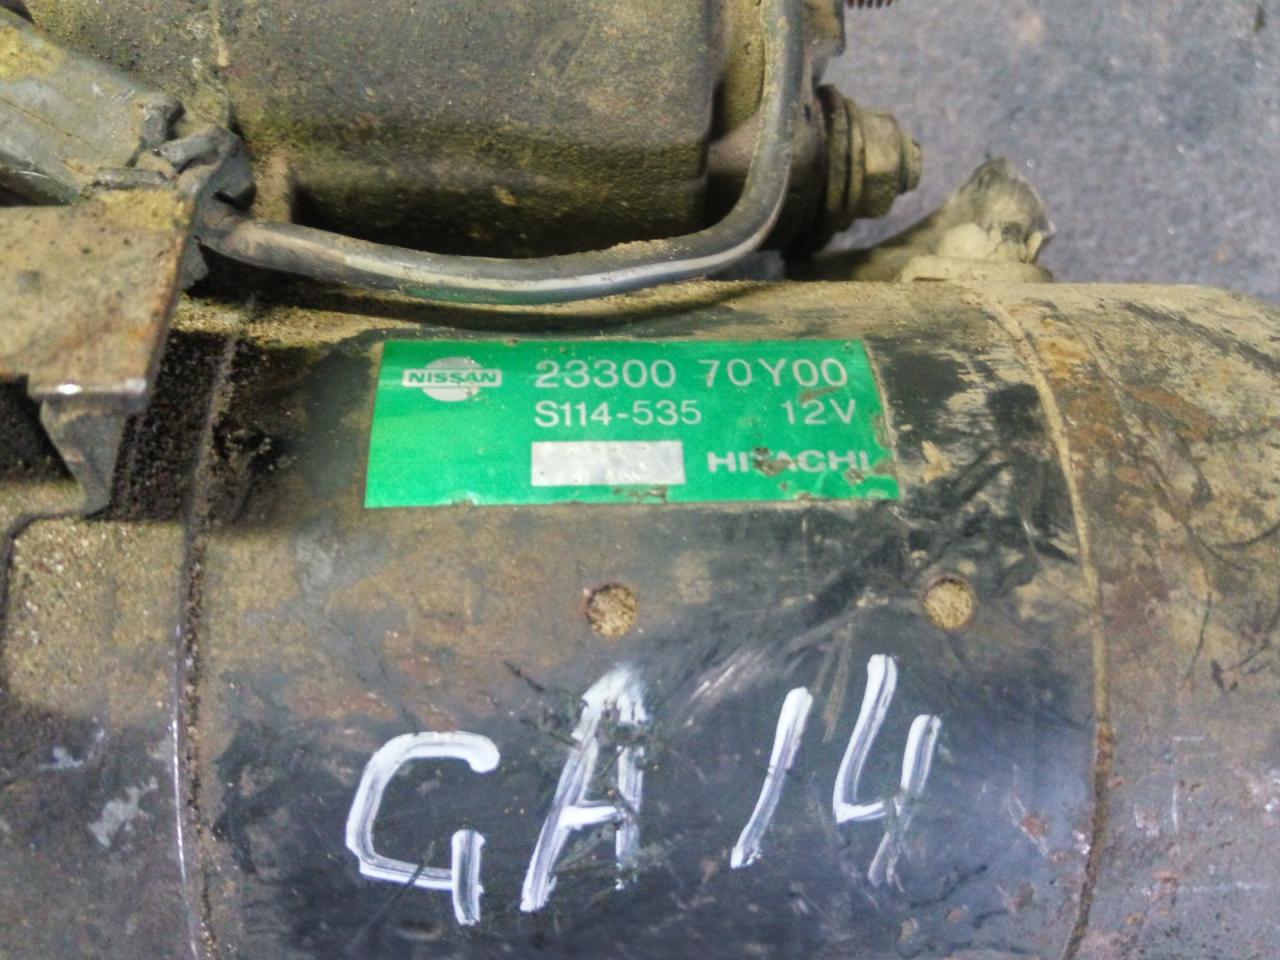 NISSAN 23300 70Y00
S114-535 12V
HITACHI
GA14